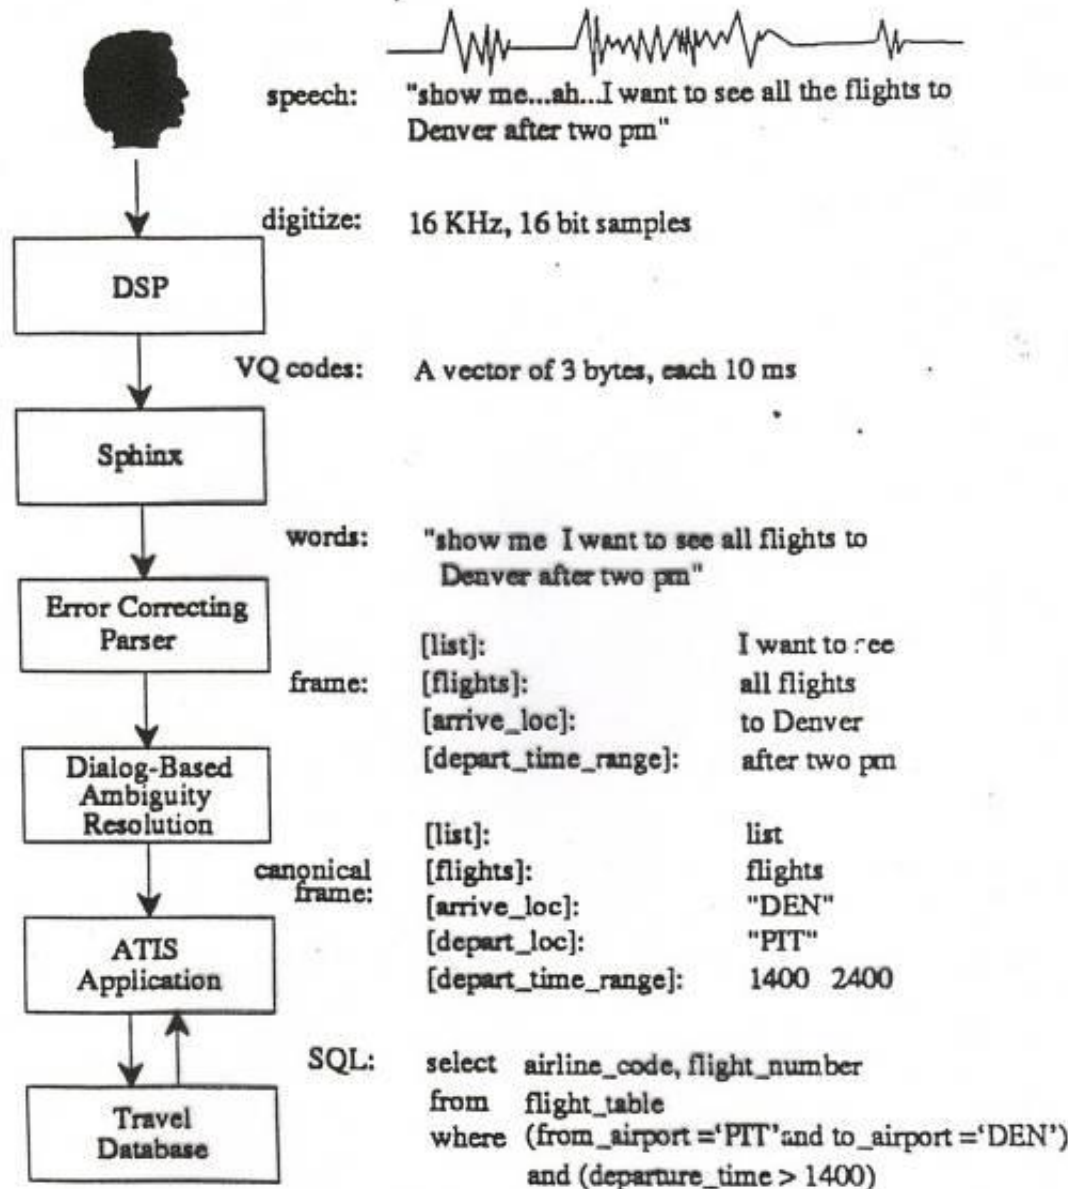 speech: "show me...ah...I want to see all the flights to
Denver after two pm"
digitize: 16 KHz, 16 bit samples
DSP
VQ codes: A vector of 3 bytes, each 10 ms
Sphinx
words: "show me I want to see all flights to
Denver after two pm"
Error Correcting
Parser
frame:
[list]: I want to see
[flights]: all flights
[arrive_loc]: to Denver
[depart_time_range]: after two pm
Dialog-Based
Ambiguity
Resolution
canonical
frame:
[list]: list
[flights]: flights
[arrive_loc]: "DEN"
[depart_loc]: "PIT"
[depart_time_range]: 1400 2400
ATIS
Application
SQL: select airline_code, flight_number
from flight_table
where (from_airport ='PIT'and to_airport ='DEN')
and (departure_time > 1400)
Travel
Database